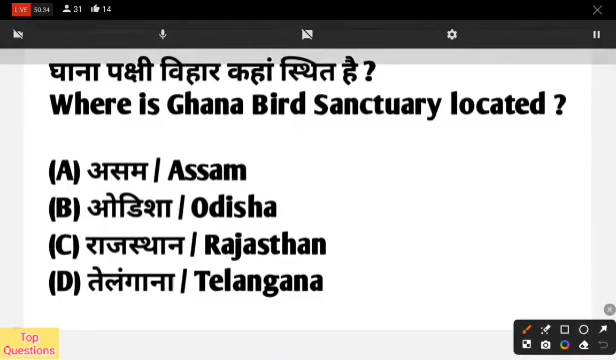 LIVE 50:34 31 14
घाना पक्षी विहार कहां स्थित है ?
Where is Ghana Bird Sanctuary located ?
(A) असम / Assam
(B) ओडिशा / Odisha
(C) राजस्थान / Rajasthan
(D) तेलंगाना / Telangana
Top
Questions